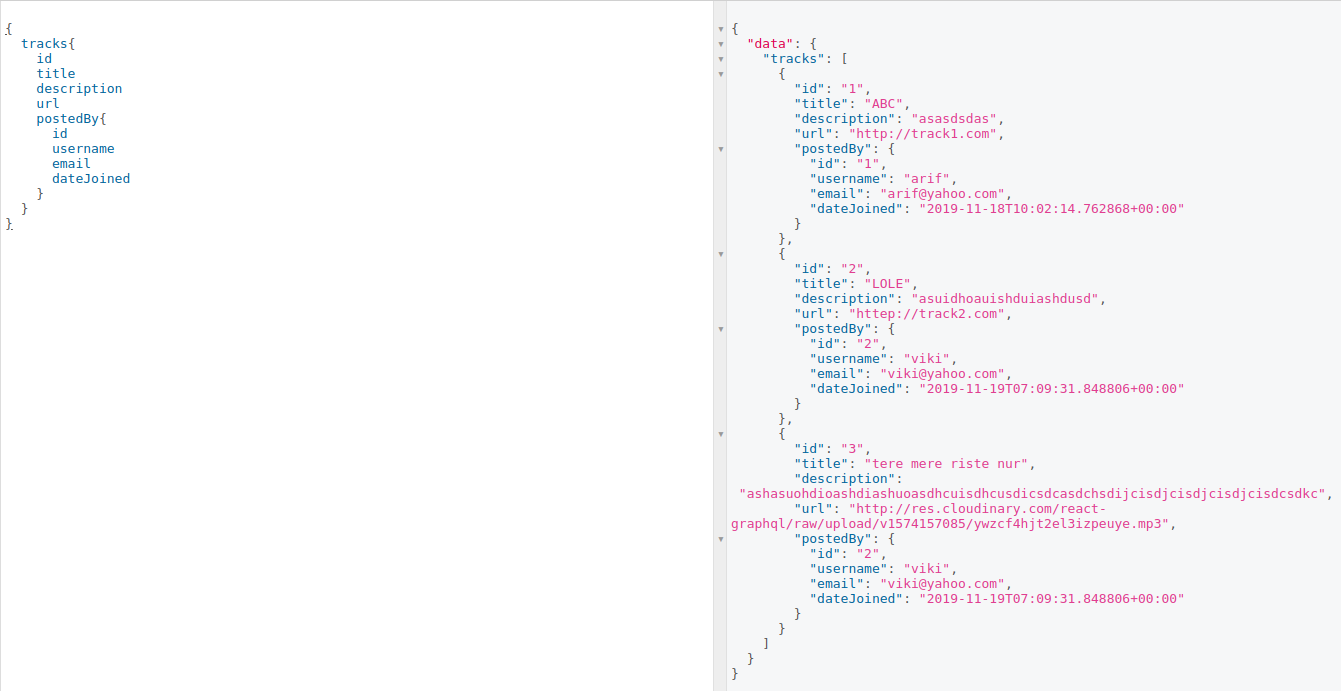 {
  tracks{
    id
    title
    description
    url
    postedBy{
      id
      username
      email
      dateJoined
    }
  }
}
{
  "data": {
    "tracks": [
      {
        "id": "1",
        "title": "ABC",
        "description": "asasdsdas",
        "url": "http://track1.com",
        "postedBy": {
          "id": "1",
          "username": "arif",
          "email": "arif@yahoo.com",
          "dateJoined": "2019-11-18T10:02:14.762868+00:00"
        }
      },
      {
        "id": "2",
        "title": "LOLE",
        "description": "asuidhoauishduiashdusd",
        "url": "httep://track2.com",
        "postedBy": {
          "id": "2",
          "username": "viki",
          "email": "viki@yahoo.com",
          "dateJoined": "2019-11-19T07:09:31.848806+00:00"
        }
      },
      {
        "id": "3",
        "title": "tere mere riste nur",
        "description":
 "ashasuohdioashdiashuoasdhcuisdhcusdicsdcasdchsdijcisdjcisdjcisdjcisdcsdkc",
        "url": "http://res.cloudinary.com/react-
graphql/raw/upload/v1574157085/ywzcf4hjt2el3izpeuye.mp3",
        "postedBy": {
          "id": "2",
          "username": "viki",
          "email": "viki@yahoo.com",
          "dateJoined": "2019-11-19T07:09:31.848806+00:00"
        }
      }
    ]
  }
}